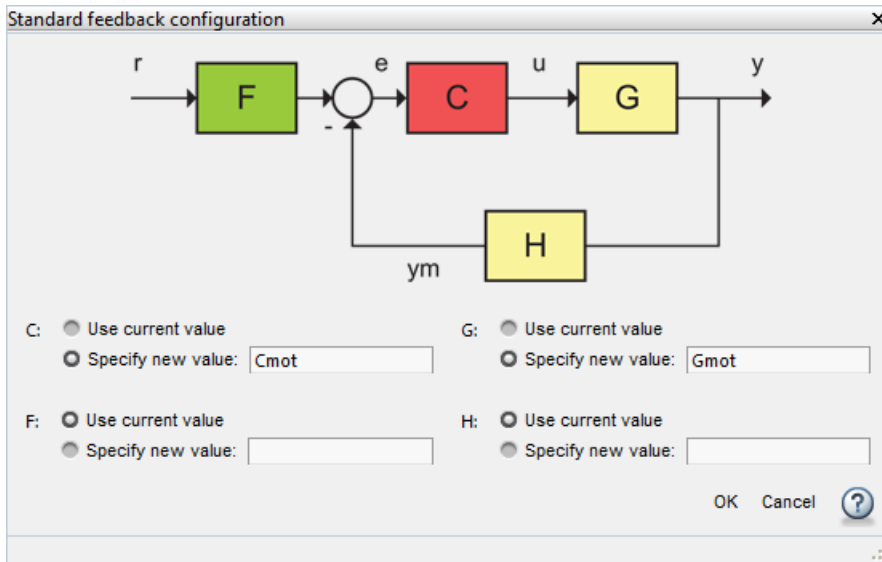 Standard feedback configuration
r
e
u
y
F
C
G
-
H
ym
C: Use current value
Specify new value: Cmot
G: Use current value
Specify new value: Gmot
F: Use current value
Specify new value:
H: Use current value
Specify new value:
OK Cancel ?